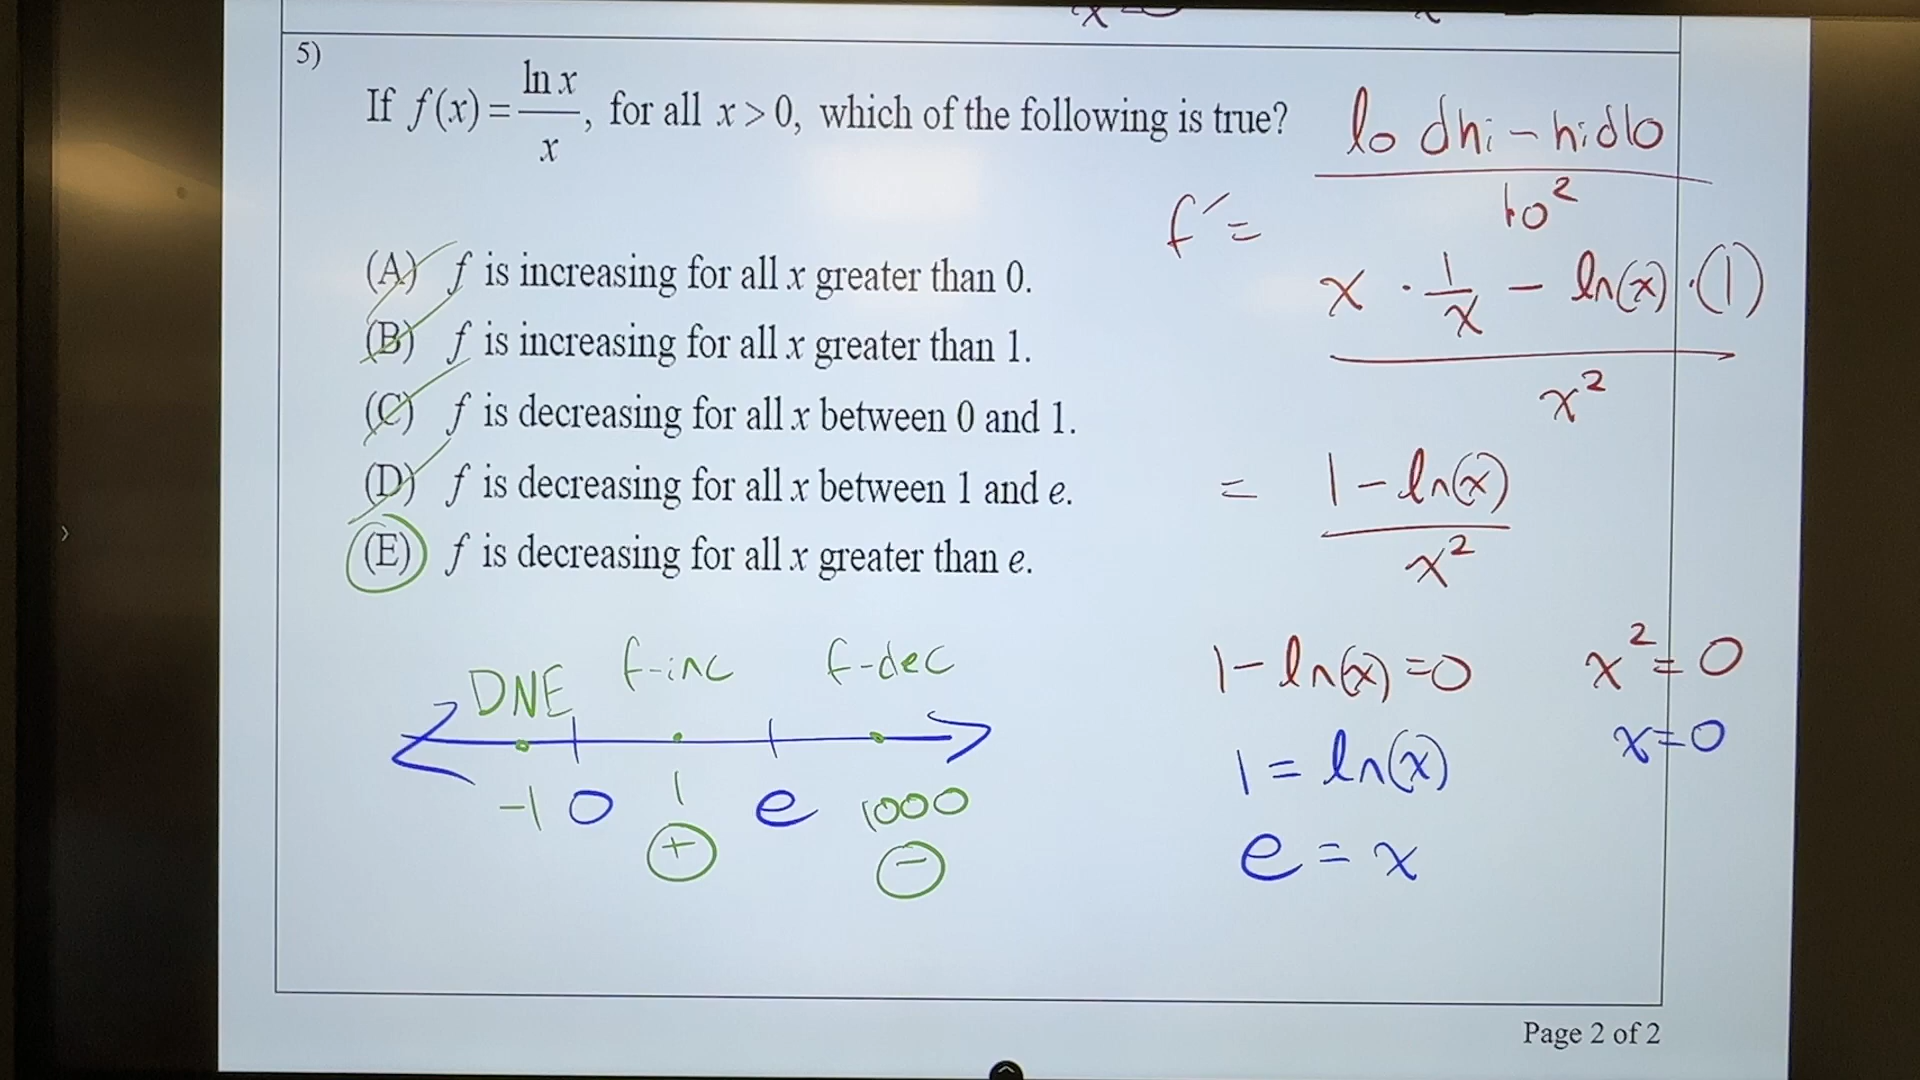 5)
If f(x) = ln x / x, for all x > 0, which of the following is true?
(A) f is increasing for all x greater than 0.
(B) f is increasing for all x greater than 1.
(C) f is decreasing for all x between 0 and 1.
(D) f is decreasing for all x between 1 and e.
(E) f is decreasing for all x greater than e.
lo dhi - hidlo
lo²
f' =
x · 1/x - ln(x) · (1)
x²
= 1 - ln(x)
x²
1 - ln(x) = 0
x² = 0
1 = ln(x)
x = 0
e = x
DNE f-inc f-dec
-1 0 1 e 1000
+ -
Page 2 of 2